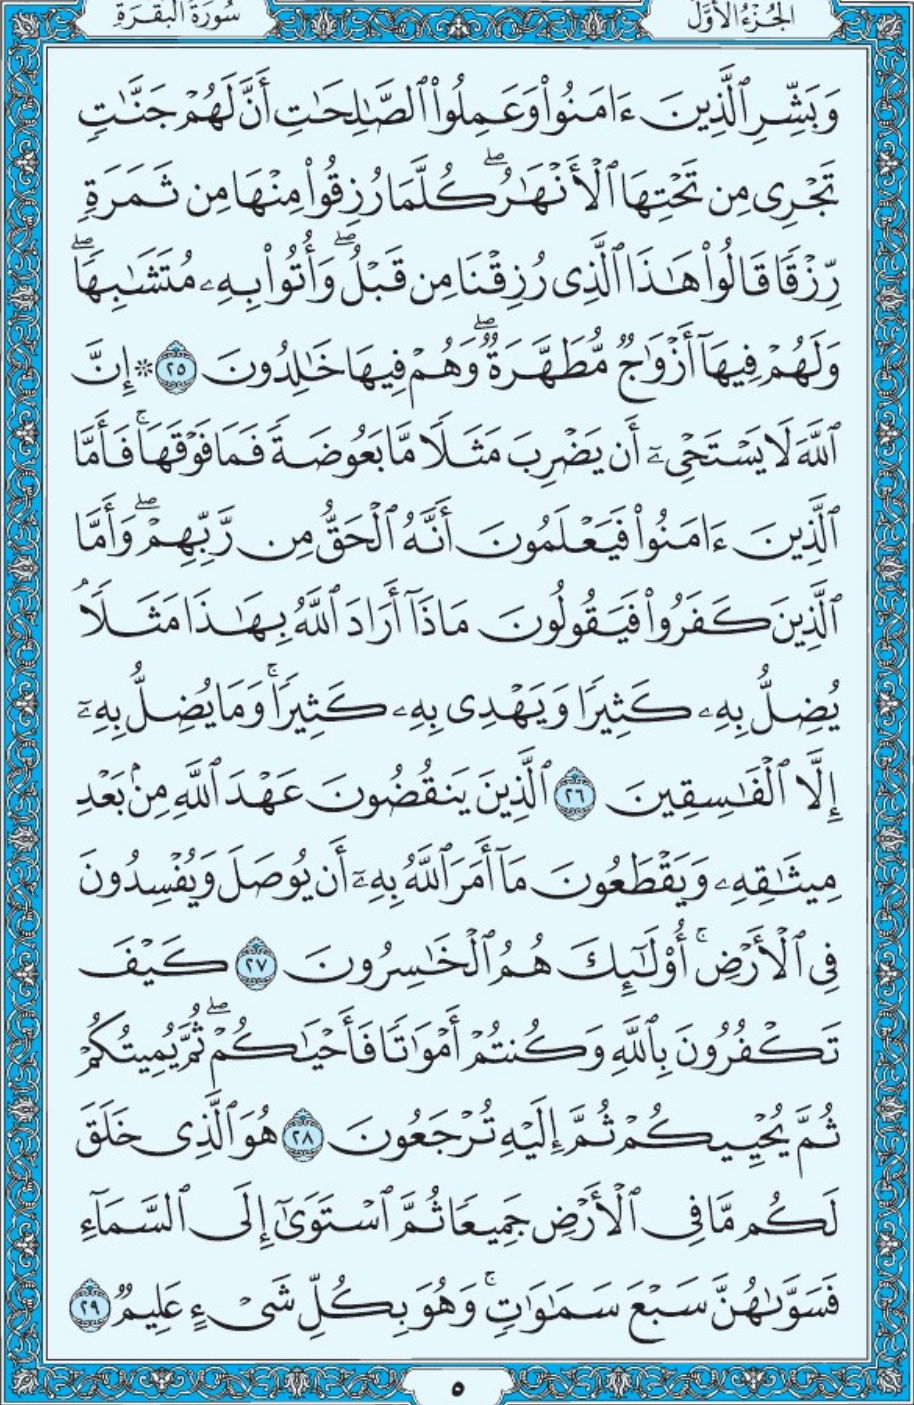 الجُزْءُ الأَوَّلُ
سُورَةُ البَقَرَةِ
وَبَشِّرِ ٱلَّذِينَ ءَامَنُواْ وَعَمِلُواْ ٱلصَّٰلِحَٰتِ أَنَّ لَهُمۡ جَنَّٰتٖ
تَجۡرِي مِن تَحۡتِهَا ٱلۡأَنۡهَٰرُۖ كُلَّمَا رُزِقُواْ مِنۡهَا مِن ثَمَرَةٖ
رِّزۡقٗا قَالُواْ هَٰذَا ٱلَّذِي رُزِقۡنَا مِن قَبۡلُۖ وَأُتُواْ بِهِۦ مُتَشَٰبِهٗاۖ
وَلَهُمۡ فِيهَآ أَزۡوَٰجٞ مُّطَهَّرَةٞۖ وَهُمۡ فِيهَا خَٰلِدُونَ ٢٥ ۞ إِنَّ
ٱللَّهَ لَا يَسۡتَحۡيِۦٓ أَن يَضۡرِبَ مَثَلٗا مَّا بَعُوضَةٗ فَمَا فَوۡقَهَاۚ فَأَمَّا
ٱلَّذِينَ ءَامَنُواْ فَيَعۡلَمُونَ أَنَّهُ ٱلۡحَقُّ مِن رَّبِّهِمۡۖ وَأَمَّا
ٱلَّذِينَ كَفَرُواْ فَيَقُولُونَ مَاذَآ أَرَادَ ٱللَّهُ بِهَٰذَا مَثَلٗاۘ
يُضِلُّ بِهِۦ كَثِيرٗا وَيَهۡدِي بِهِۦ كَثِيرٗاۚ وَمَا يُضِلُّ بِهِۦٓ
إِلَّا ٱلۡفَٰسِقِينَ ٢٦ ٱلَّذِينَ يَنقُضُونَ عَهۡدَ ٱللَّهِ مِنۢ بَعۡدِ
مِيثَٰقِهِۦ وَيَقۡطَعُونَ مَآ أَمَرَ ٱللَّهُ بِهِۦٓ أَن يُوصَلَ وَيُفۡسِدُونَ
فِي ٱلۡأَرۡضِۚ أُوْلَٰٓئِكَ هُمُ ٱلۡخَٰسِرُونَ ٢٧ كَيۡفَ
تَكۡفُرُونَ بِٱللَّهِ وَكُنتُمۡ أَمۡوَٰتٗا فَأَحۡيَٰكُمۡۖ ثُمَّ يُمِيتُكُمۡ
ثُمَّ يُحۡيِيكُمۡ ثُمَّ إِلَيۡهِ تُرۡجَعُونَ ٢٨ هُوَ ٱلَّذِي خَلَقَ
لَكُم مَّا فِي ٱلۡأَرۡضِ جَمِيعٗا ثُمَّ ٱسۡتَوَىٰٓ إِلَى ٱلسَّمَآءِ
فَسَوَّىٰهُنَّ سَبۡعَ سَمَٰوَٰتٖۚ وَهُوَ بِكُلِّ شَيۡءٍ عَلِيمٞ ٢٩
٥